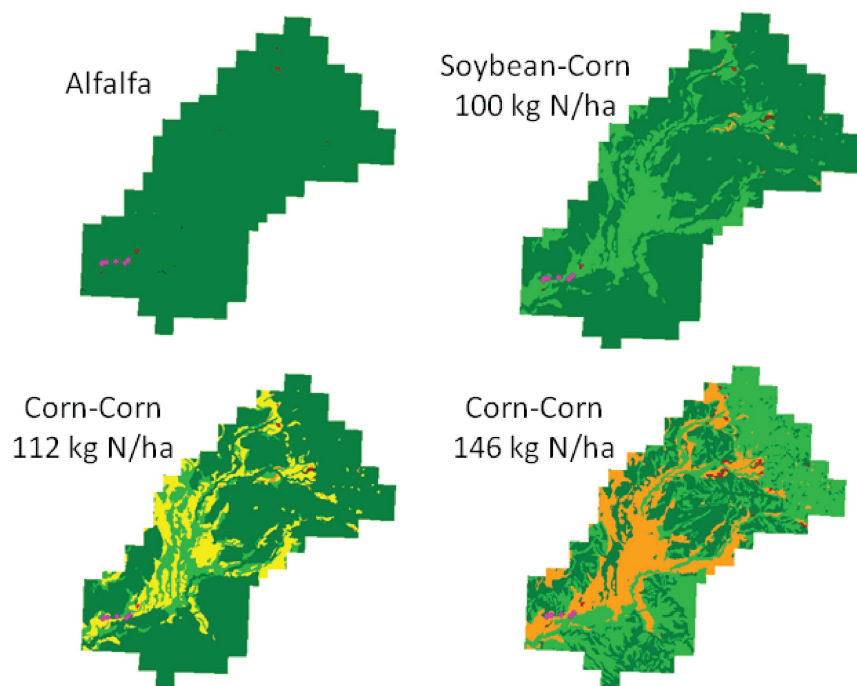 Alfalfa
Soybean-Corn
100 kg N/ha
Corn-Corn
112 kg N/ha
Corn-Corn
146 kg N/ha